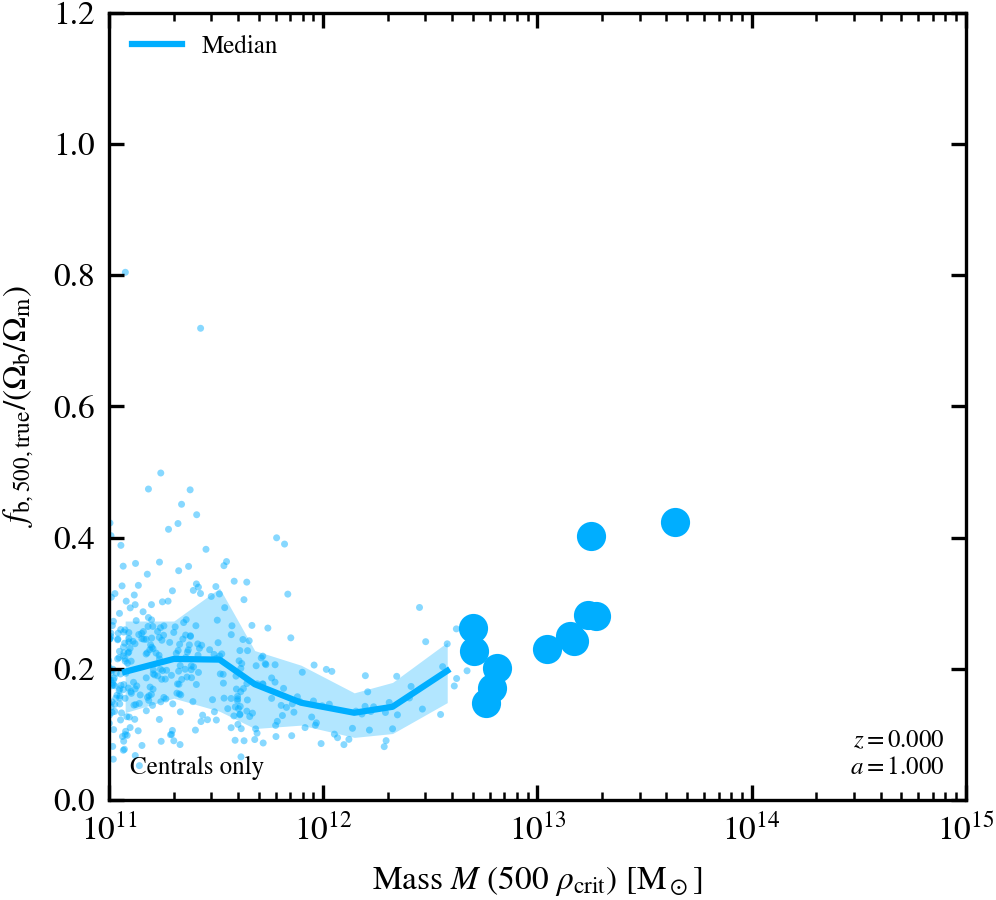 1.2
Median
1.0
0.8
0.6
0.4
0.2
0.0
f_{b, 500, true}/(Ω_b/Ω_m)
z = 0.000
a = 1.000
Centrals only
10^{11} 10^{12} 10^{13} 10^{14} 10^{15}
Mass M (500 ρ_{crit}) [M_⊙]